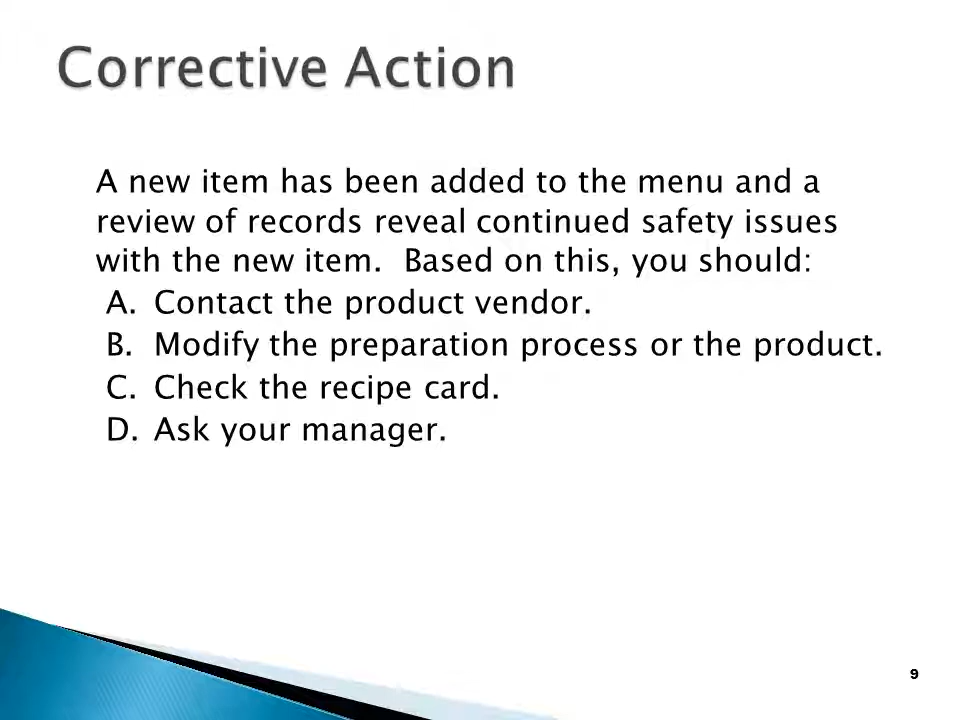 Corrective Action
A new item has been added to the menu and a
review of records reveal continued safety issues
with the new item.  Based on this, you should:
A. Contact the product vendor.
B. Modify the preparation process or the product.
C. Check the recipe card.
D. Ask your manager.
9